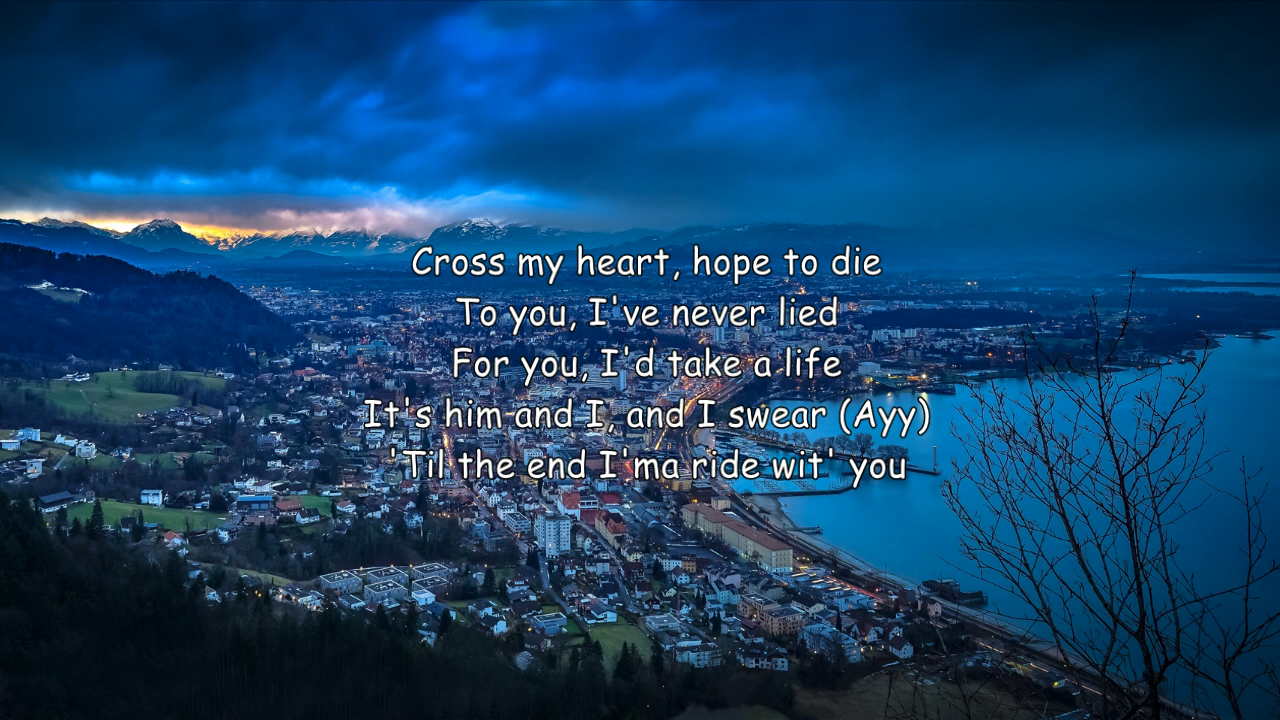 Cross my heart, hope to die
To you, I've never lied
For you, I'd take a life
It's him and I, and I swear (Ayy)
'Til the end I'ma ride wit' you